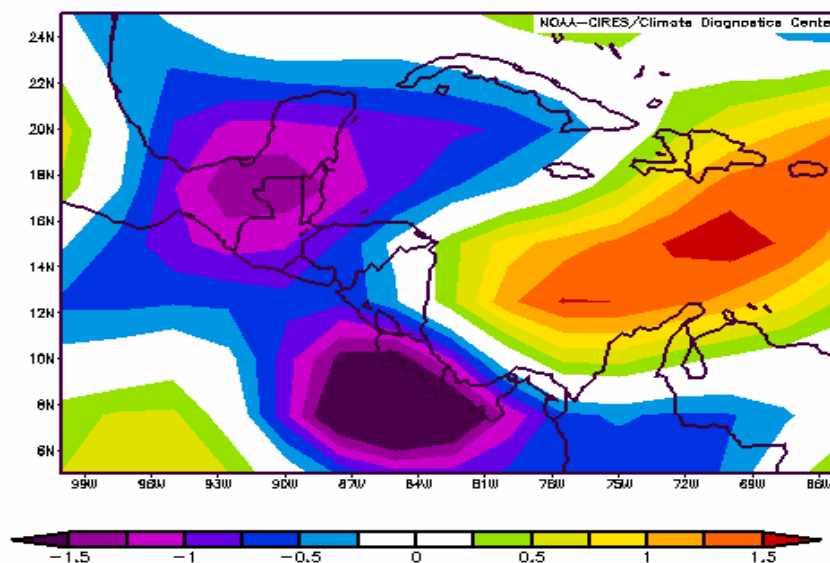 NOAA-CIRES/Climate Diagnostics Cente
24N
22N
20N
18N
16N
14N
12N
10N
8N
6N
99W 96W 93W 90W 87W 84W 81W 78W 75W 72W 69W 66W
-1.5 -1 -0.5 0 0.5 1 1.5